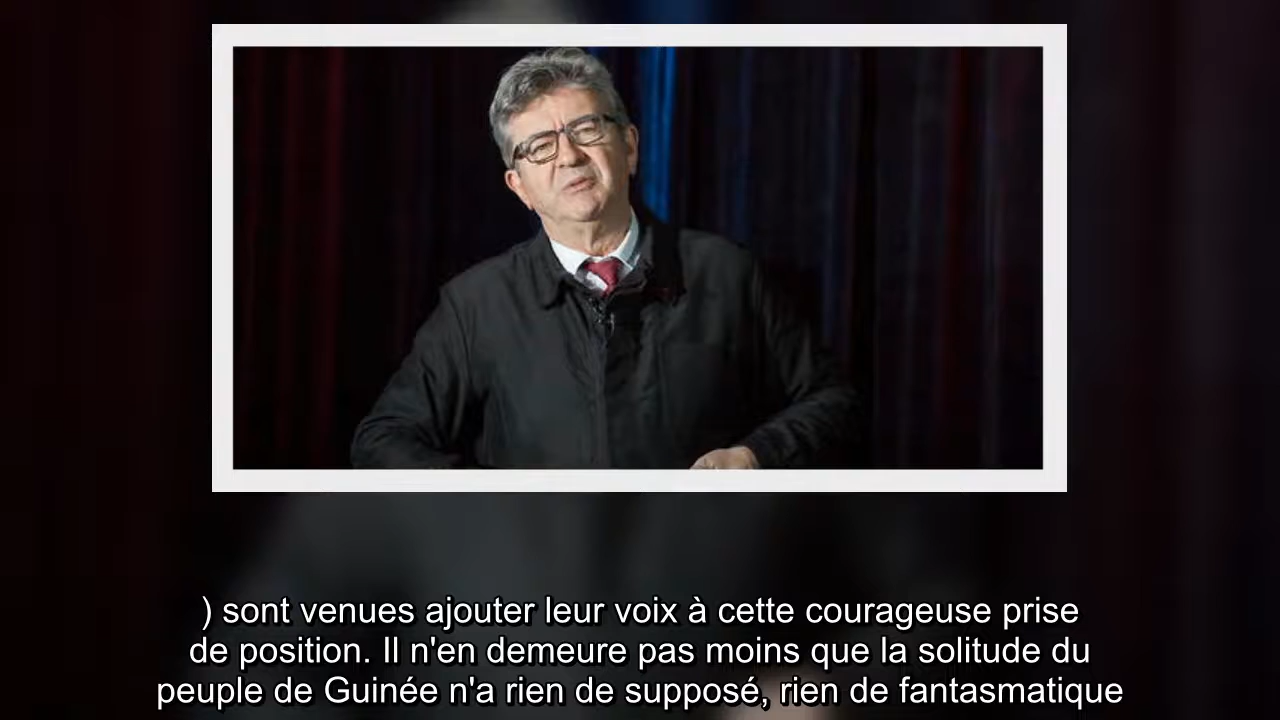 ) sont venues ajouter leur voix à cette courageuse prise
de position. Il n'en demeure pas moins que la solitude du
peuple de Guinée n'a rien de supposé, rien de fantasmatique